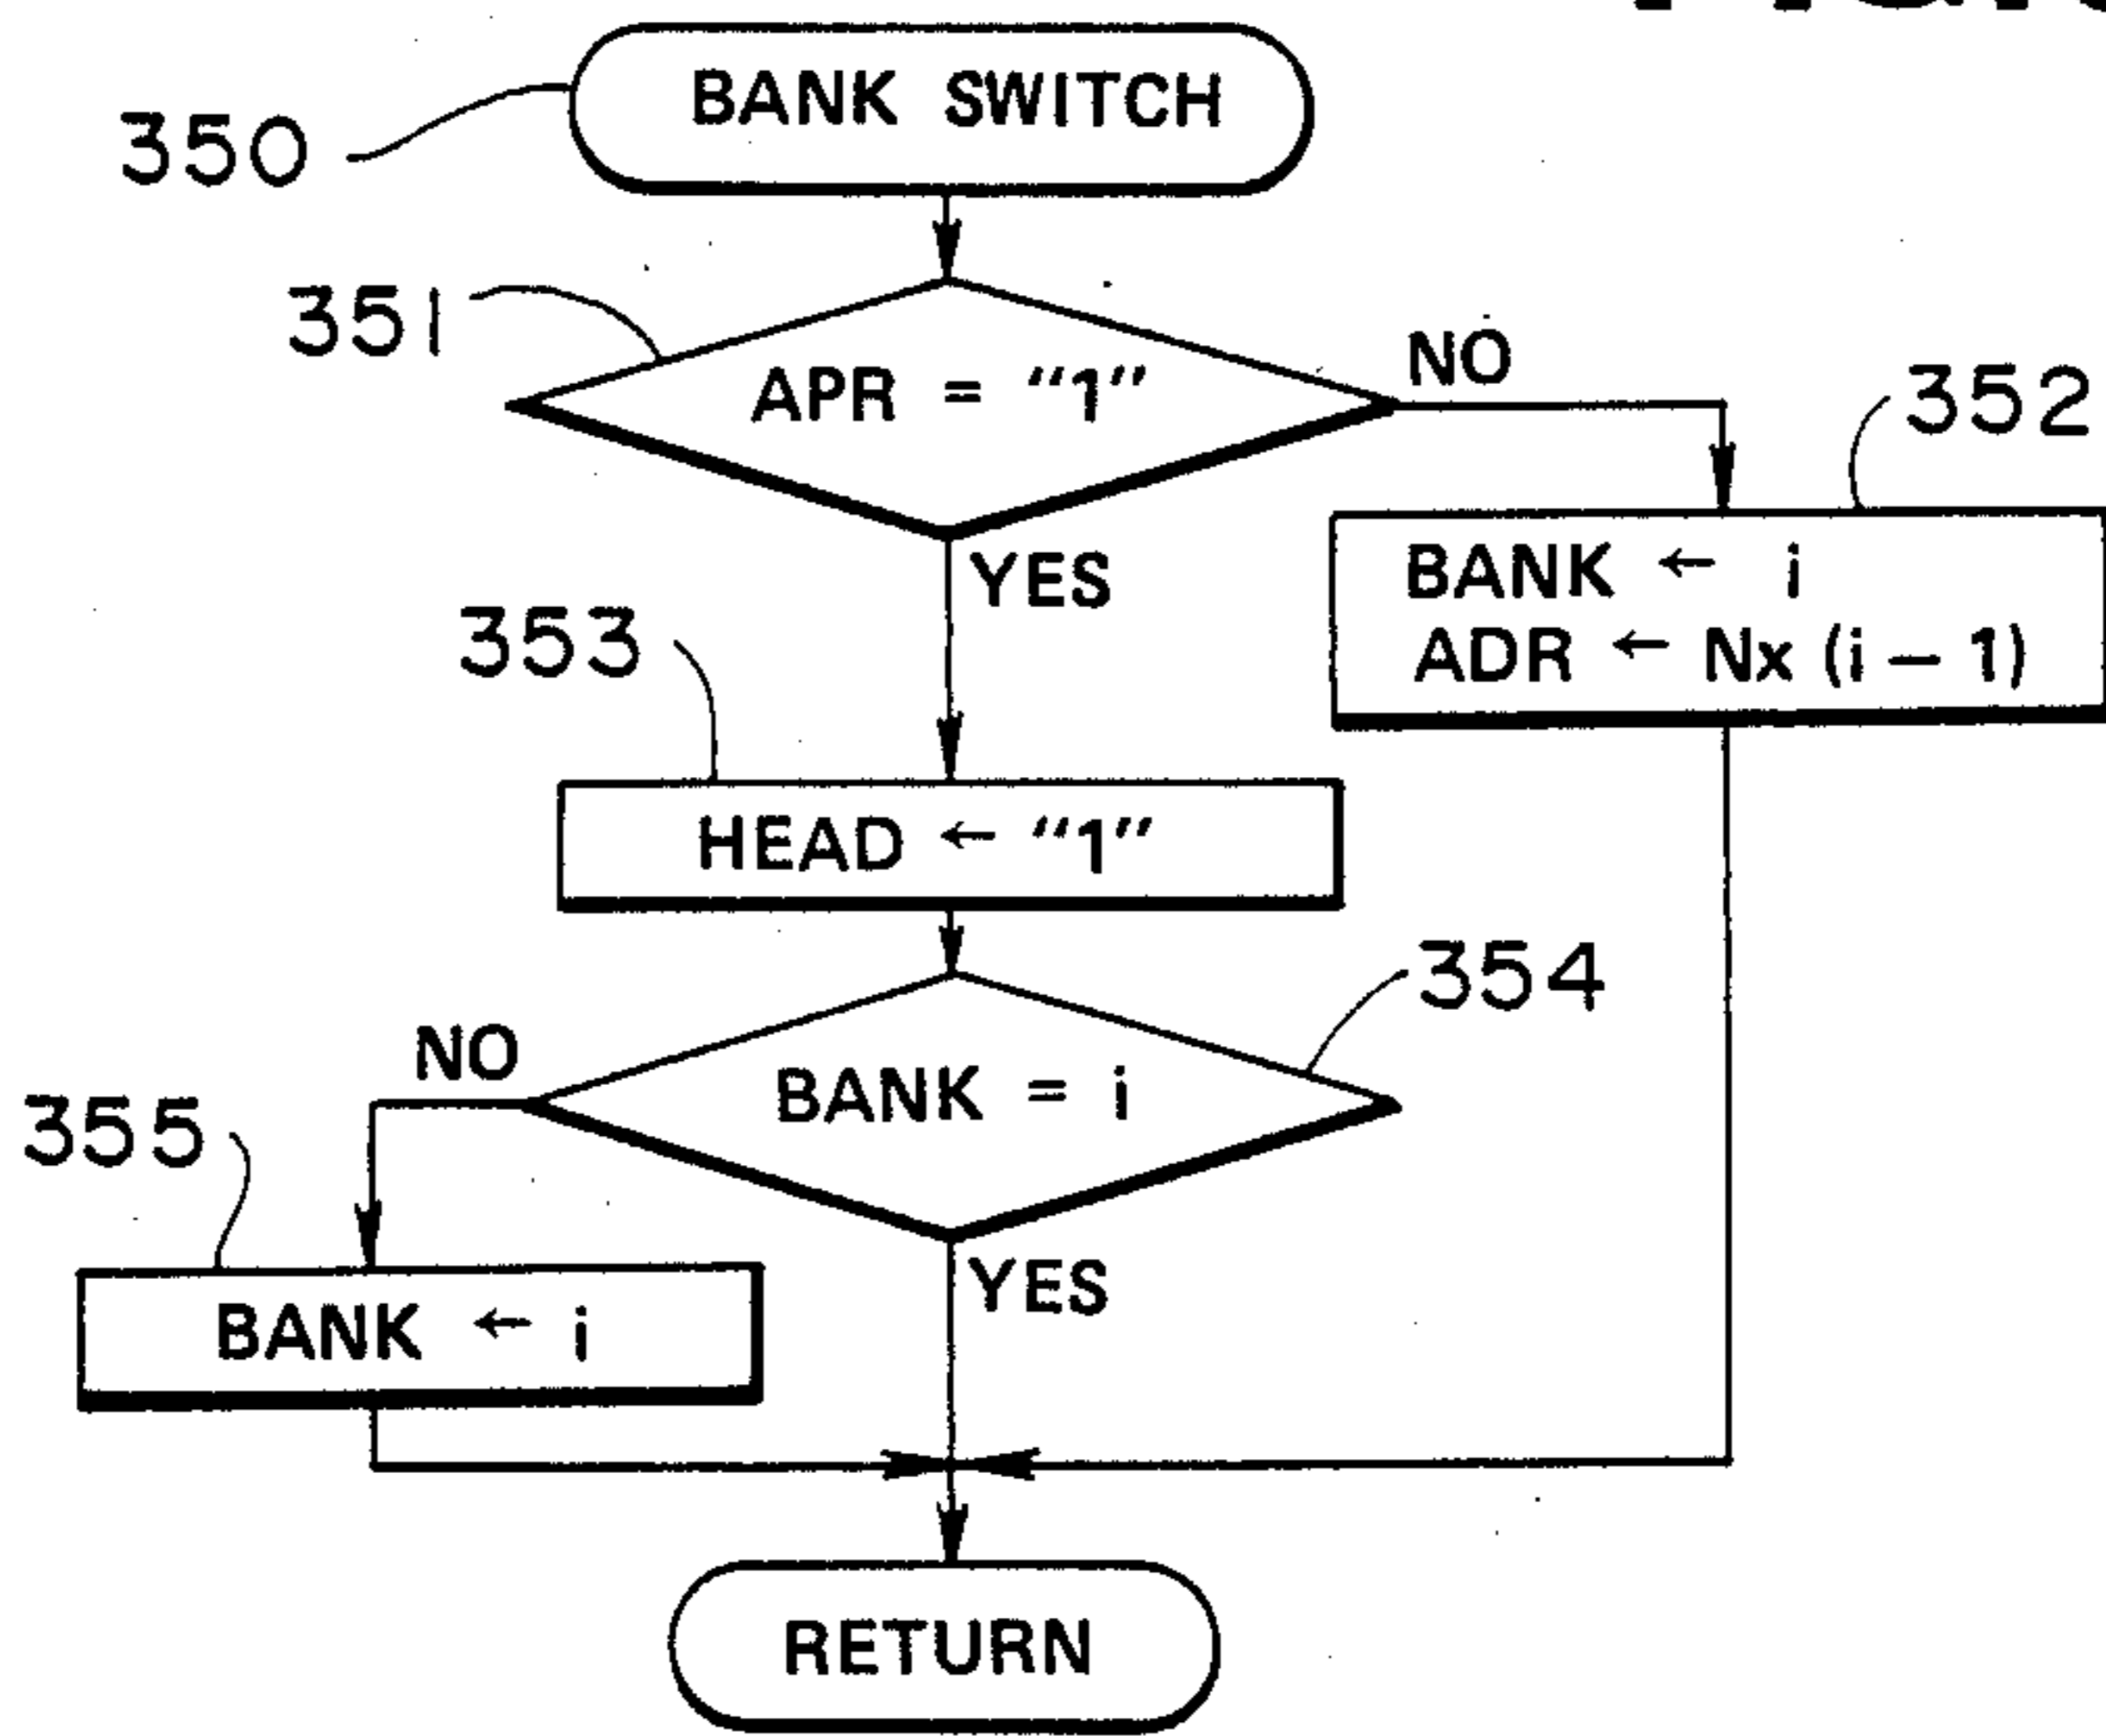 BANK SWITCH
350
351
APR = "1"
NO
352
BANK ← i
ADR ← Nx (i – 1)
YES
353
HEAD ← "1"
354
BANK = i
NO
355
YES
BANK ← i
RETURN